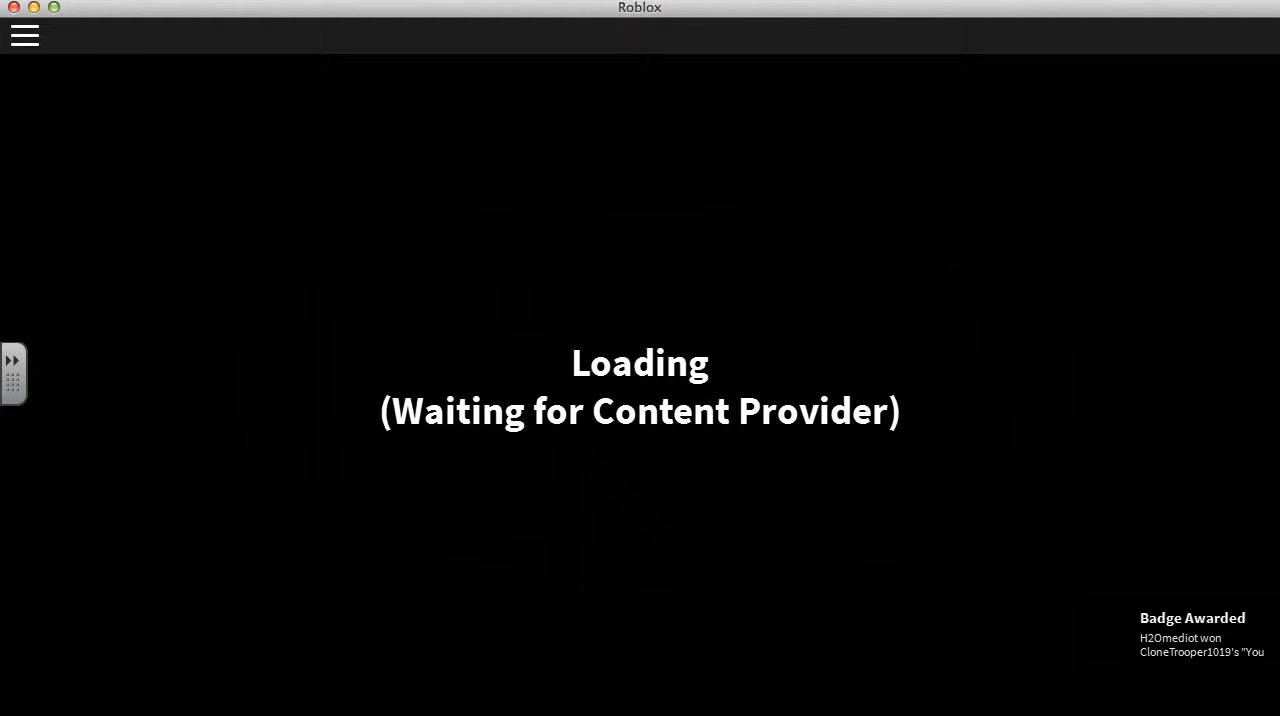 Roblox
Loading
(Waiting for Content Provider)
Badge Awarded
H2Omediot won
CloneTrooper1019's "You